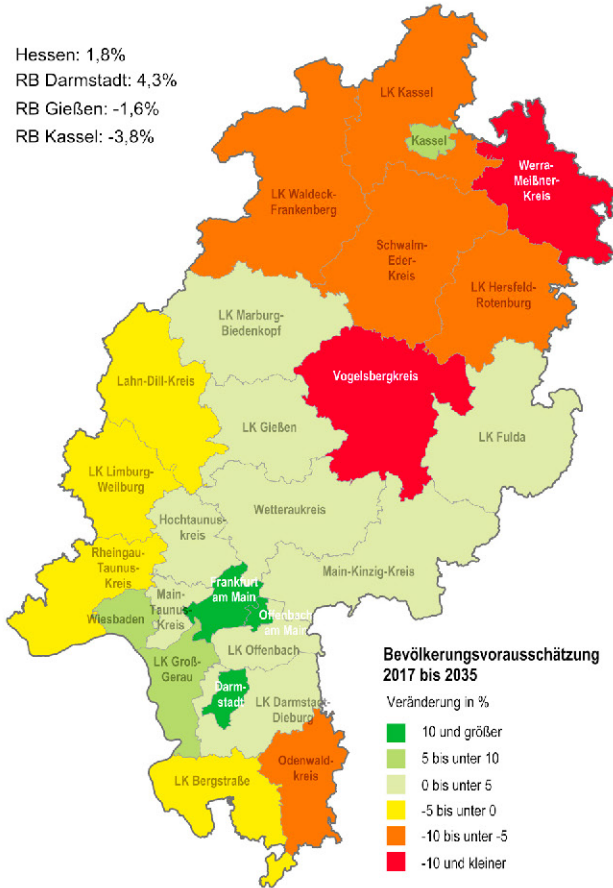 Hessen: 1,8%
RB Darmstadt: 4,3%
RB Gießen: -1,6%
RB Kassel: -3,8%
LK Kassel
Kassel
Werra-
Meißner-
Kreis
LK Waldeck-
Frankenberg
Schwalm-
Eder-
Kreis
LK Hersfeld-
Rotenburg
LK Marburg-
Biedenkopf
Lahn-Dill-Kreis
Vogelsbergkreis
LK Gießen
LK Fulda
LK Limburg-
Weilburg
Hochtaunus-
kreis
Wetteraukreis
Rheingau-
Taunus-
Kreis
Main-Kinzig-Kreis
Frankfurt
am Main
Main-
Taunus-
Kreis
Offenbach
am Main
Wiesbaden
LK Offenbach
LK Groß-
Gerau
Darm-
stadt
LK Darmstadt-
Dieburg
Odenwald-
kreis
LK Bergstraße
Bevölkerungsvorausschätzung
2017 bis 2035
Veränderung in %
10 und größer
5 bis unter 10
0 bis unter 5
-5 bis unter 0
-10 bis unter -5
-10 und kleiner